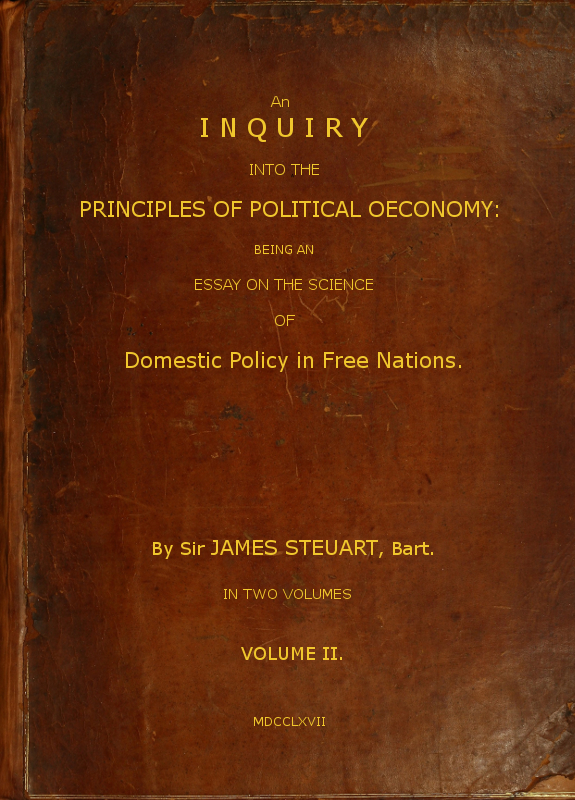 An
INQUIRY
INTO THE
PRINCIPLES OF POLITICAL OECONOMY:
BEING AN
ESSAY ON THE SCIENCE
OF
Domestic Policy in Free Nations.
By Sir JAMES STEUART, Bart.
IN TWO VOLUMES
VOLUME II.
MDCCLXVII